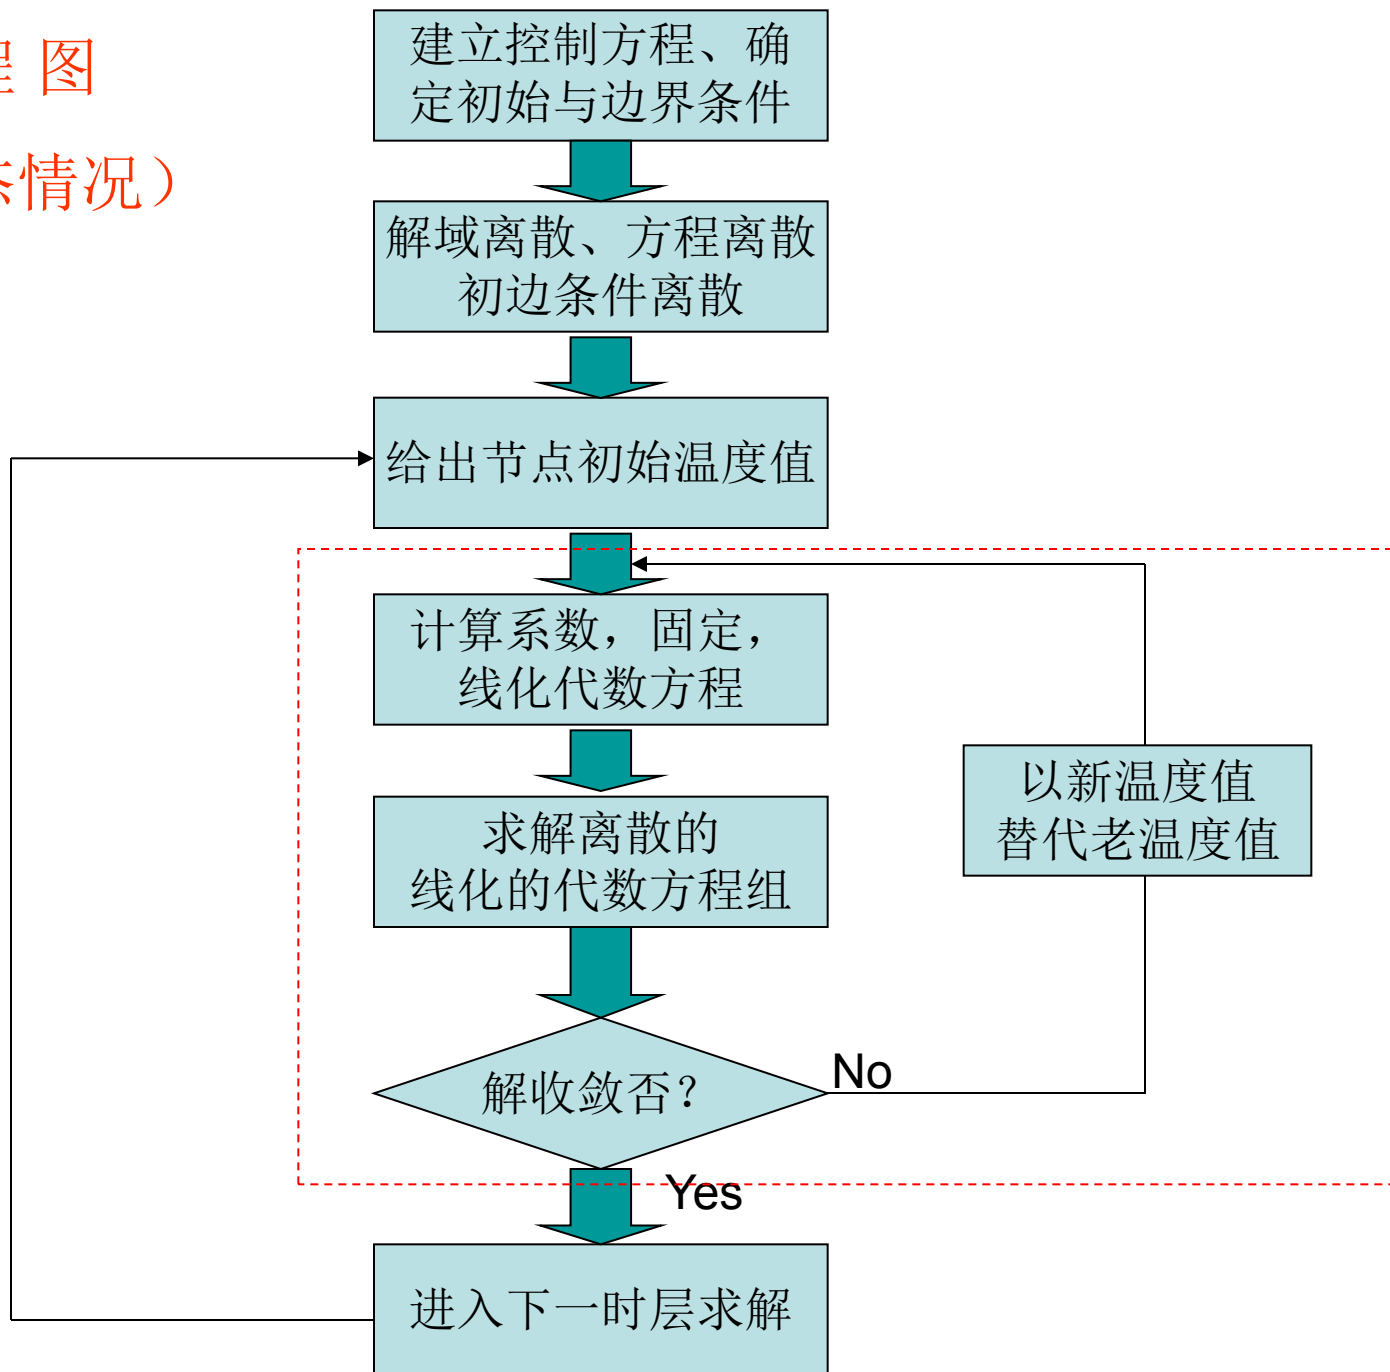 程 图
态情况）
建立控制方程、确
定初始与边界条件
解域离散、方程离散
初边条件离散
给出节点初始温度值
计算系数，固定，
线化代数方程
求解离散的
线化的代数方程组
以新温度值
替代老温度值
解收敛否？
No
Yes
进入下一时层求解